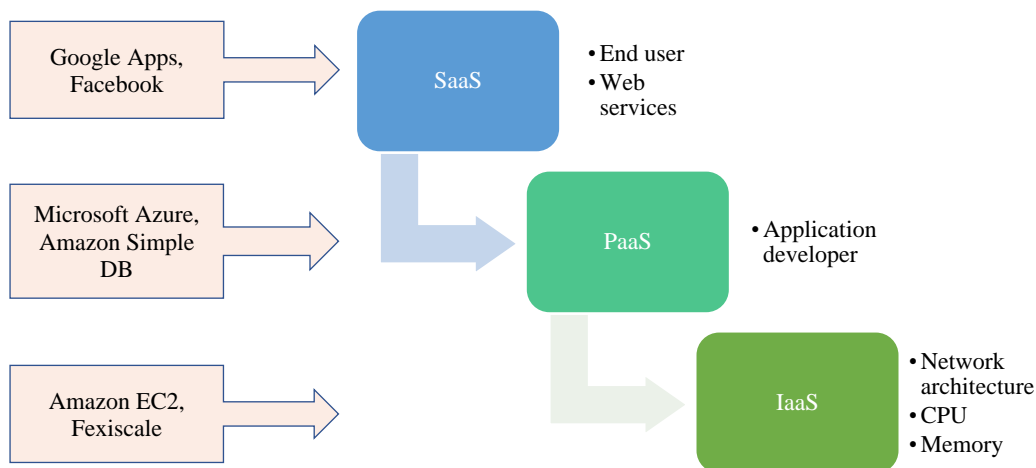 Google Apps,
Facebook
SaaS
• End user
• Web
services
Microsoft Azure,
Amazon Simple
DB
PaaS
• Application
developer
Amazon EC2,
Fexiscale
IaaS
• Network
architecture
• CPU
• Memory